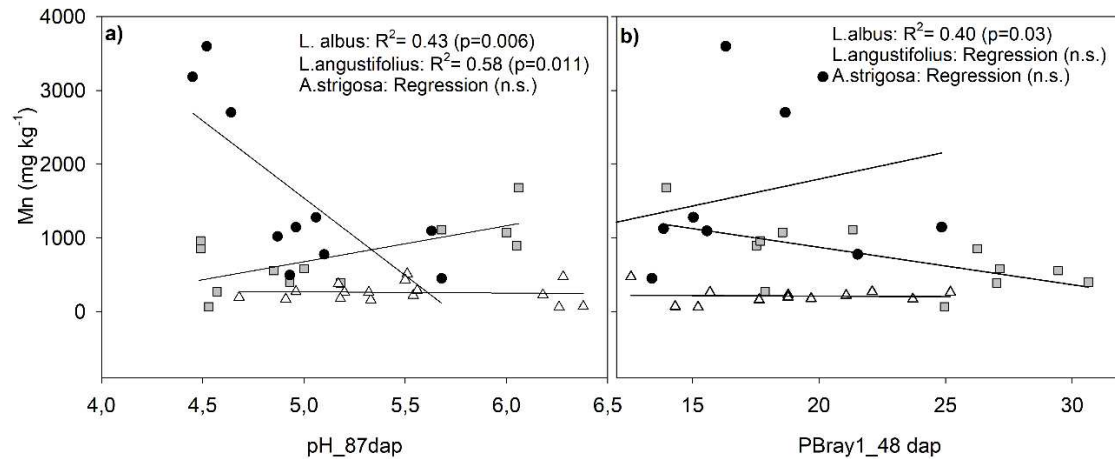 a)
L. albus: R²= 0.43 (p=0.006)
L.angustifolius: R²= 0.58 (p=0.011)
A.strigosa: Regression (n.s.)
b)
L.albus: R²= 0.40 (p=0.03)
L.angustifolius: Regression (n.s.)
A.strigosa: Regression (n.s.)
Mn (mg kg⁻¹)
4000
3000
2000
1000
0
4,0 4,5 5,0 5,5 6,0 6,5
15 20 25 30
pH_87dap
PBray1_48 dap